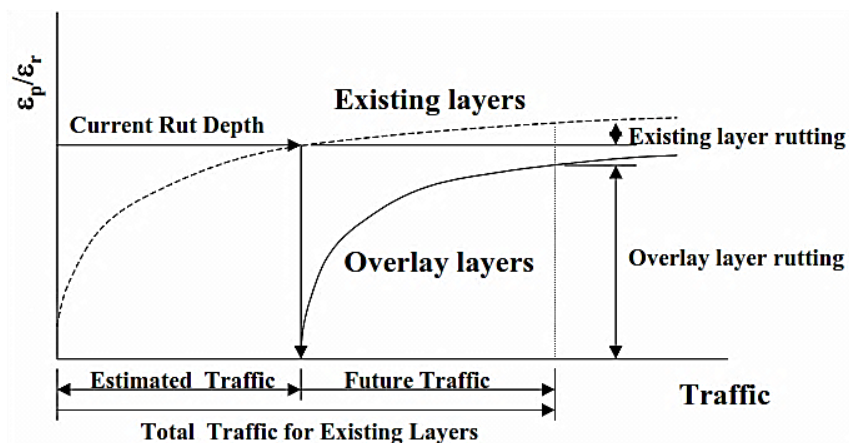 εp/εr
Existing layers
Current Rut Depth
Existing layer rutting
Overlay layers
Overlay layer rutting
Estimated Traffic
Future Traffic
Traffic
Total Traffic for Existing Layers